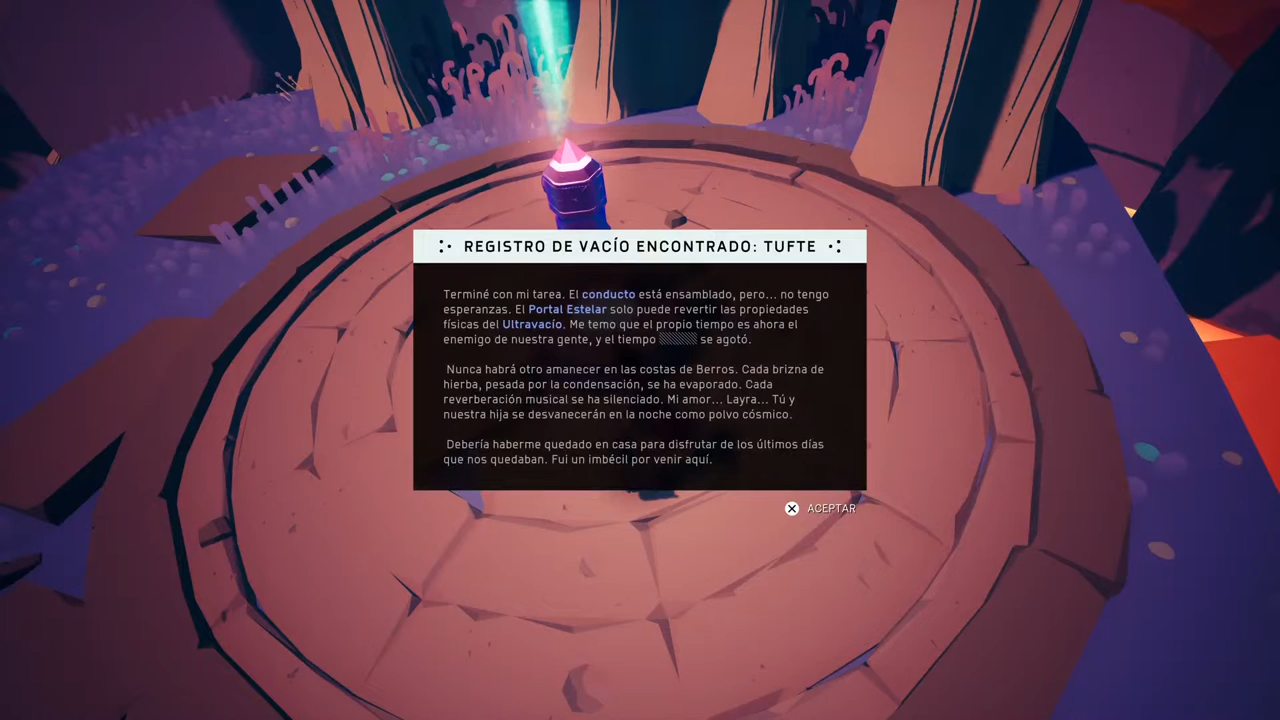 REGISTRO DE VACÍO ENCONTRADO: TUFTE
Terminé con mi tarea. El conducto está ensamblado, pero... no tengo
esperanzas. El Portal Estelar solo puede revertir las propiedades
físicas del Ultravacío. Me temo que el propio tiempo es ahora el
enemigo de nuestra gente, y el tiempo se agotó.
Nunca habrá otro amanecer en las costas de Berros. Cada brizna de
hierba, pesada por la condensación, se ha evaporado. Cada
reverberación musical se ha silenciado. Mi amor... Layra... Tú y
nuestra hija se desvanecerán en la noche como polvo cósmico.
Debería haberme quedado en casa para disfrutar de los últimos días
que nos quedaban. Fui un imbécil por venir aquí.
ACEPTAR